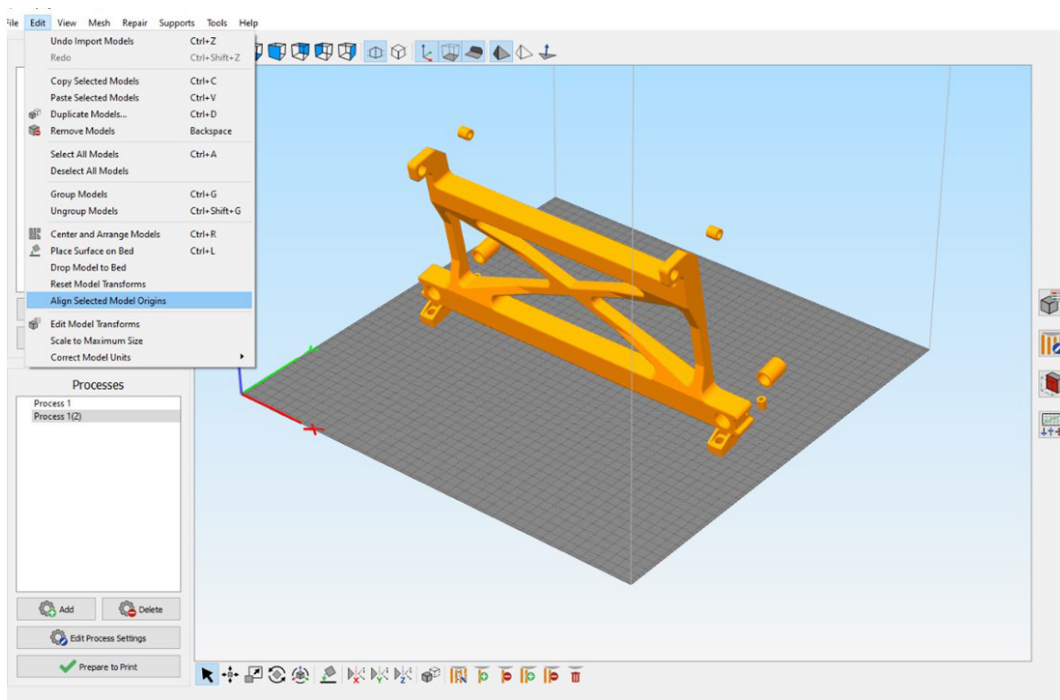 File Edit View Mesh Repair Supports Tools Help
Undo Import Models Ctrl+Z
Redo Ctrl+Shift+Z
Copy Selected Models Ctrl+C
Paste Selected Models Ctrl+V
Duplicate Models... Ctrl+D
Remove Models Backspace
Select All Models Ctrl+A
Deselect All Models
Group Models Ctrl+G
Ungroup Models Ctrl+Shift+G
Center and Arrange Models Ctrl+R
Place Surface on Bed Ctrl+L
Drop Model to Bed
Reset Model Transforms
Align Selected Model Origins
Edit Model Transforms
Scale to Maximum Size
Correct Model Units
Processes
Process 1
Process 1(2)
Add Delete
Edit Process Settings
Prepare to Print
X Y Z